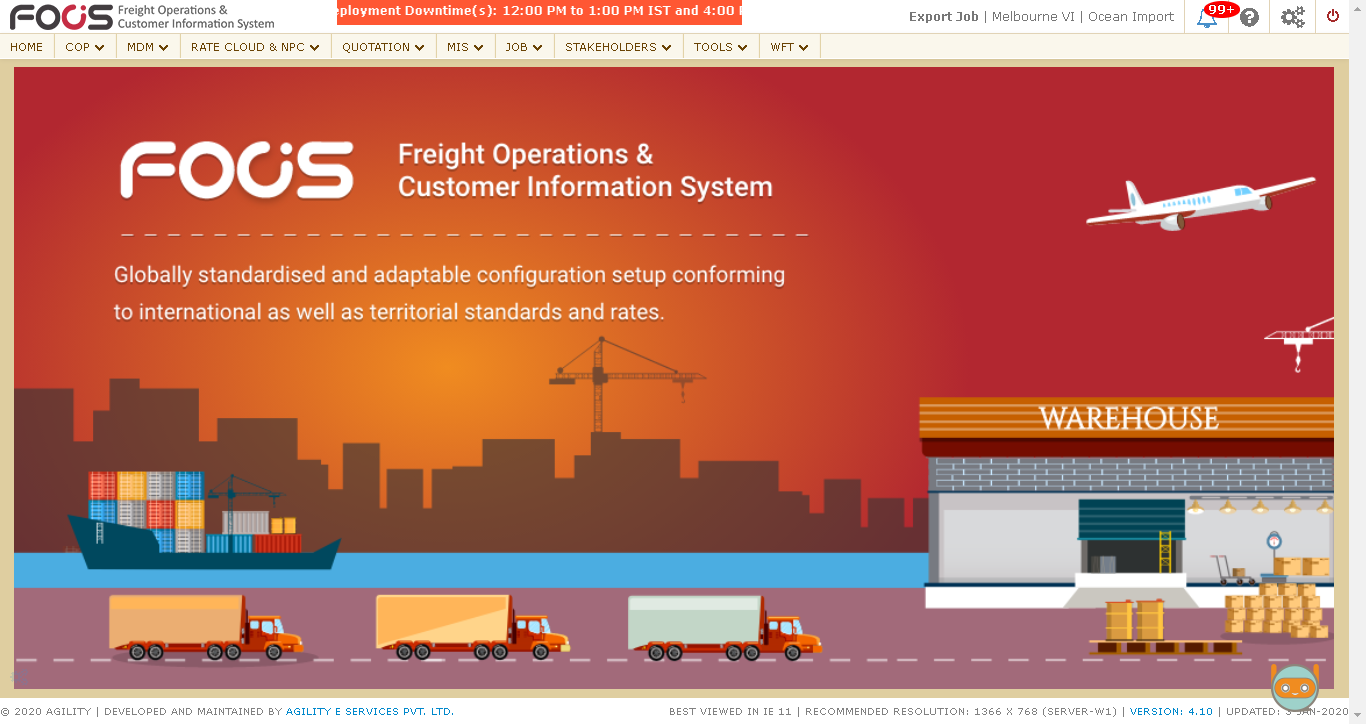 FOCUS Freight Operations &
Customer Information System
eployment Downtime(s): 12:00 PM to 1:00 PM IST and 4:00
Export Job | Melbourne VI | Ocean Import
99+
HOME COP MDM RATE CLOUD & NPC QUOTATION MIS JOB STAKEHOLDERS TOOLS WFT
FOCUS
Freight Operations &
Customer Information System
Globally standardised and adaptable configuration setup conforming
to international as well as territorial standards and rates.
WAREHOUSE
© 2020 AGILITY | DEVELOPED AND MAINTAINED BY AGILITY E SERVICES PVT. LTD.
BEST VIEWED IN IE 11 | RECOMMENDED RESOLUTION: 1366 X 768 (SERVER-W1) | VERSION: 4.10 | UPDATED: JAN-2020